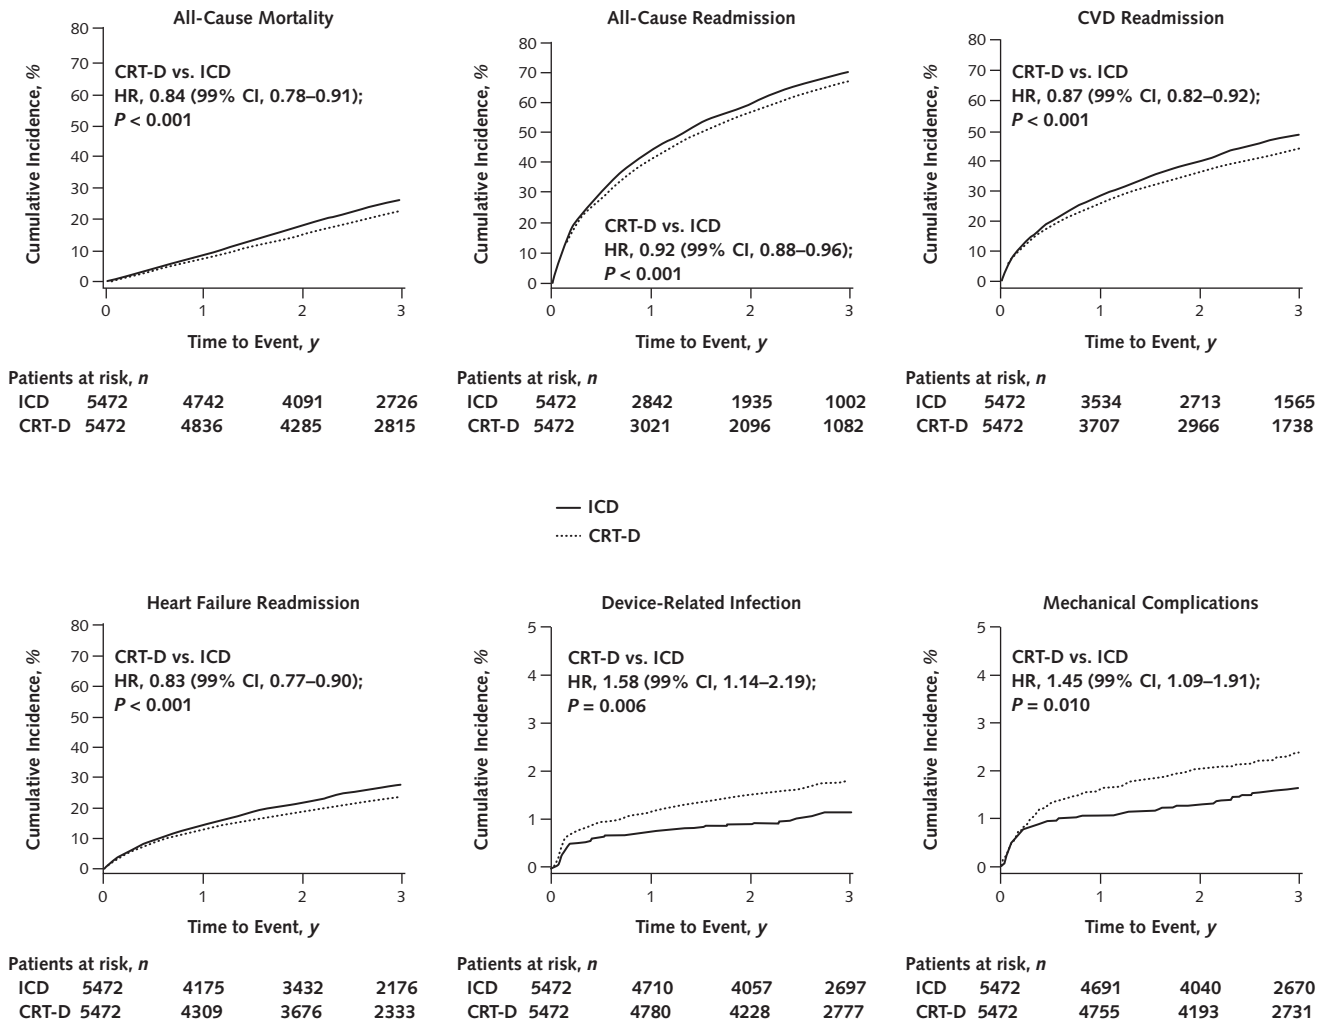 All-Cause Mortality
Cumulative Incidence, %
80
70
60
50
40
30
20
10
0
CRT-D vs. ICD
HR, 0.84 (99% CI, 0.78–0.91);
P < 0.001
0 1 2 3
Time to Event, y
Patients at risk, n
ICD 5472 4742 4091 2726
CRT-D 5472 4836 4285 2815
All-Cause Readmission
Cumulative Incidence, %
80
70
60
50
40
30
20
10
0
CRT-D vs. ICD
HR, 0.92 (99% CI, 0.88–0.96);
P < 0.001
0 1 2 3
Time to Event, y
Patients at risk, n
ICD 5472 2842 1935 1002
CRT-D 5472 3021 2096 1082
CVD Readmission
Cumulative Incidence, %
80
70
60
50
40
30
20
10
0
CRT-D vs. ICD
HR, 0.87 (99% CI, 0.82–0.92);
P < 0.001
0 1 2 3
Time to Event, y
Patients at risk, n
ICD 5472 3534 2713 1565
CRT-D 5472 3707 2966 1738
ICD
CRT-D
Heart Failure Readmission
Cumulative Incidence, %
80
70
60
50
40
30
20
10
0
CRT-D vs. ICD
HR, 0.83 (99% CI, 0.77–0.90);
P < 0.001
0 1 2 3
Time to Event, y
Patients at risk, n
ICD 5472 4175 3432 2176
CRT-D 5472 4309 3676 2333
Device-Related Infection
Cumulative Incidence, %
5
4
3
2
1
0
CRT-D vs. ICD
HR, 1.58 (99% CI, 1.14–2.19);
P = 0.006
0 1 2 3
Time to Event, y
Patients at risk, n
ICD 5472 4710 4057 2697
CRT-D 5472 4780 4228 2777
Mechanical Complications
Cumulative Incidence, %
5
4
3
2
1
0
CRT-D vs. ICD
HR, 1.45 (99% CI, 1.09–1.91);
P = 0.010
0 1 2 3
Time to Event, y
Patients at risk, n
ICD 5472 4691 4040 2670
CRT-D 5472 4755 4193 2731